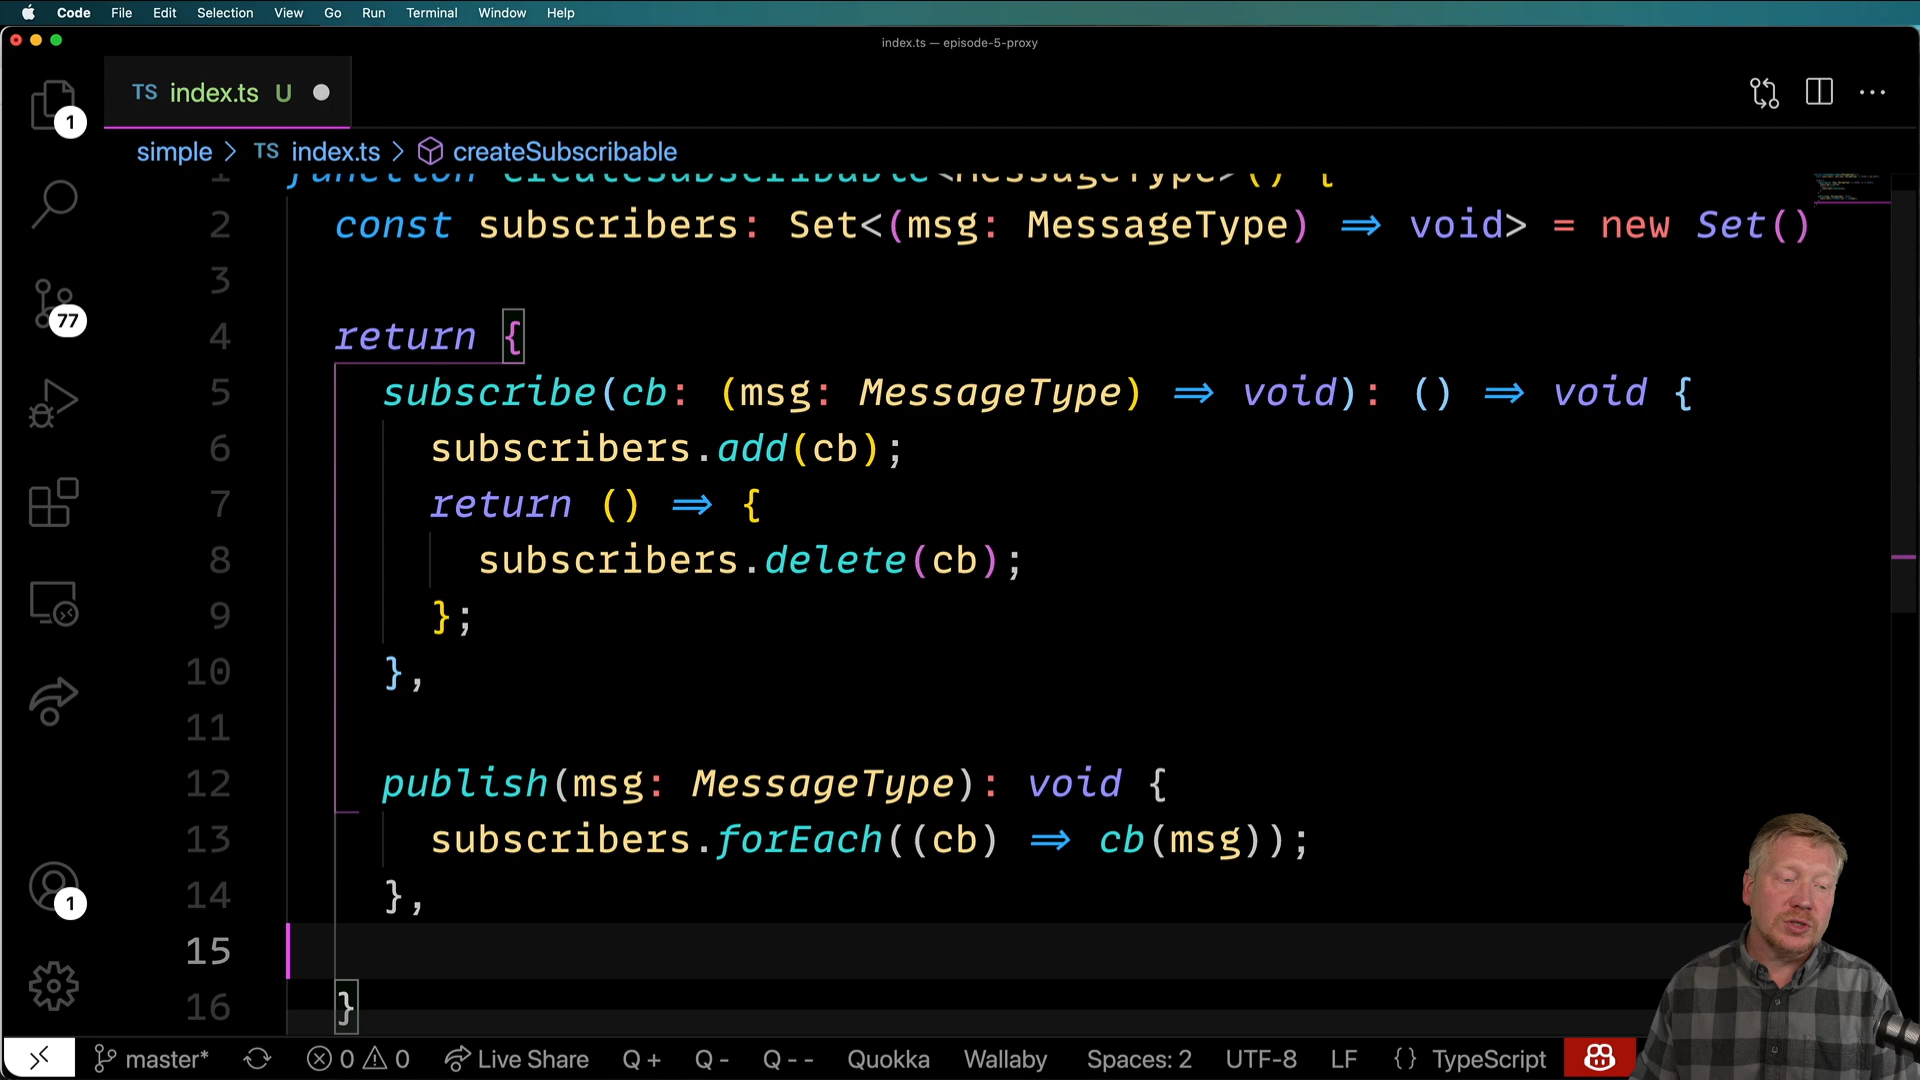 Code File Edit Selection View Go Run Terminal Window Help
index.ts — episode-5-proxy
TS index.ts U
simple > TS index.ts > createSubscribable
1 function createSubscribable<MessageType>() {
2 const subscribers: Set<(msg: MessageType) => void> = new Set()
3
4 return {
5 subscribe(cb: (msg: MessageType) => void): () => void {
6 subscribers.add(cb);
7 return () => {
8 subscribers.delete(cb);
9 };
10 },
11
12 publish(msg: MessageType): void {
13 subscribers.forEach((cb) => cb(msg));
14 },
15
16 }
1
77
1
master* 0 0 Live Share Q + Q - Q - - Quokka Wallaby Spaces: 2 UTF-8 LF {} TypeScript